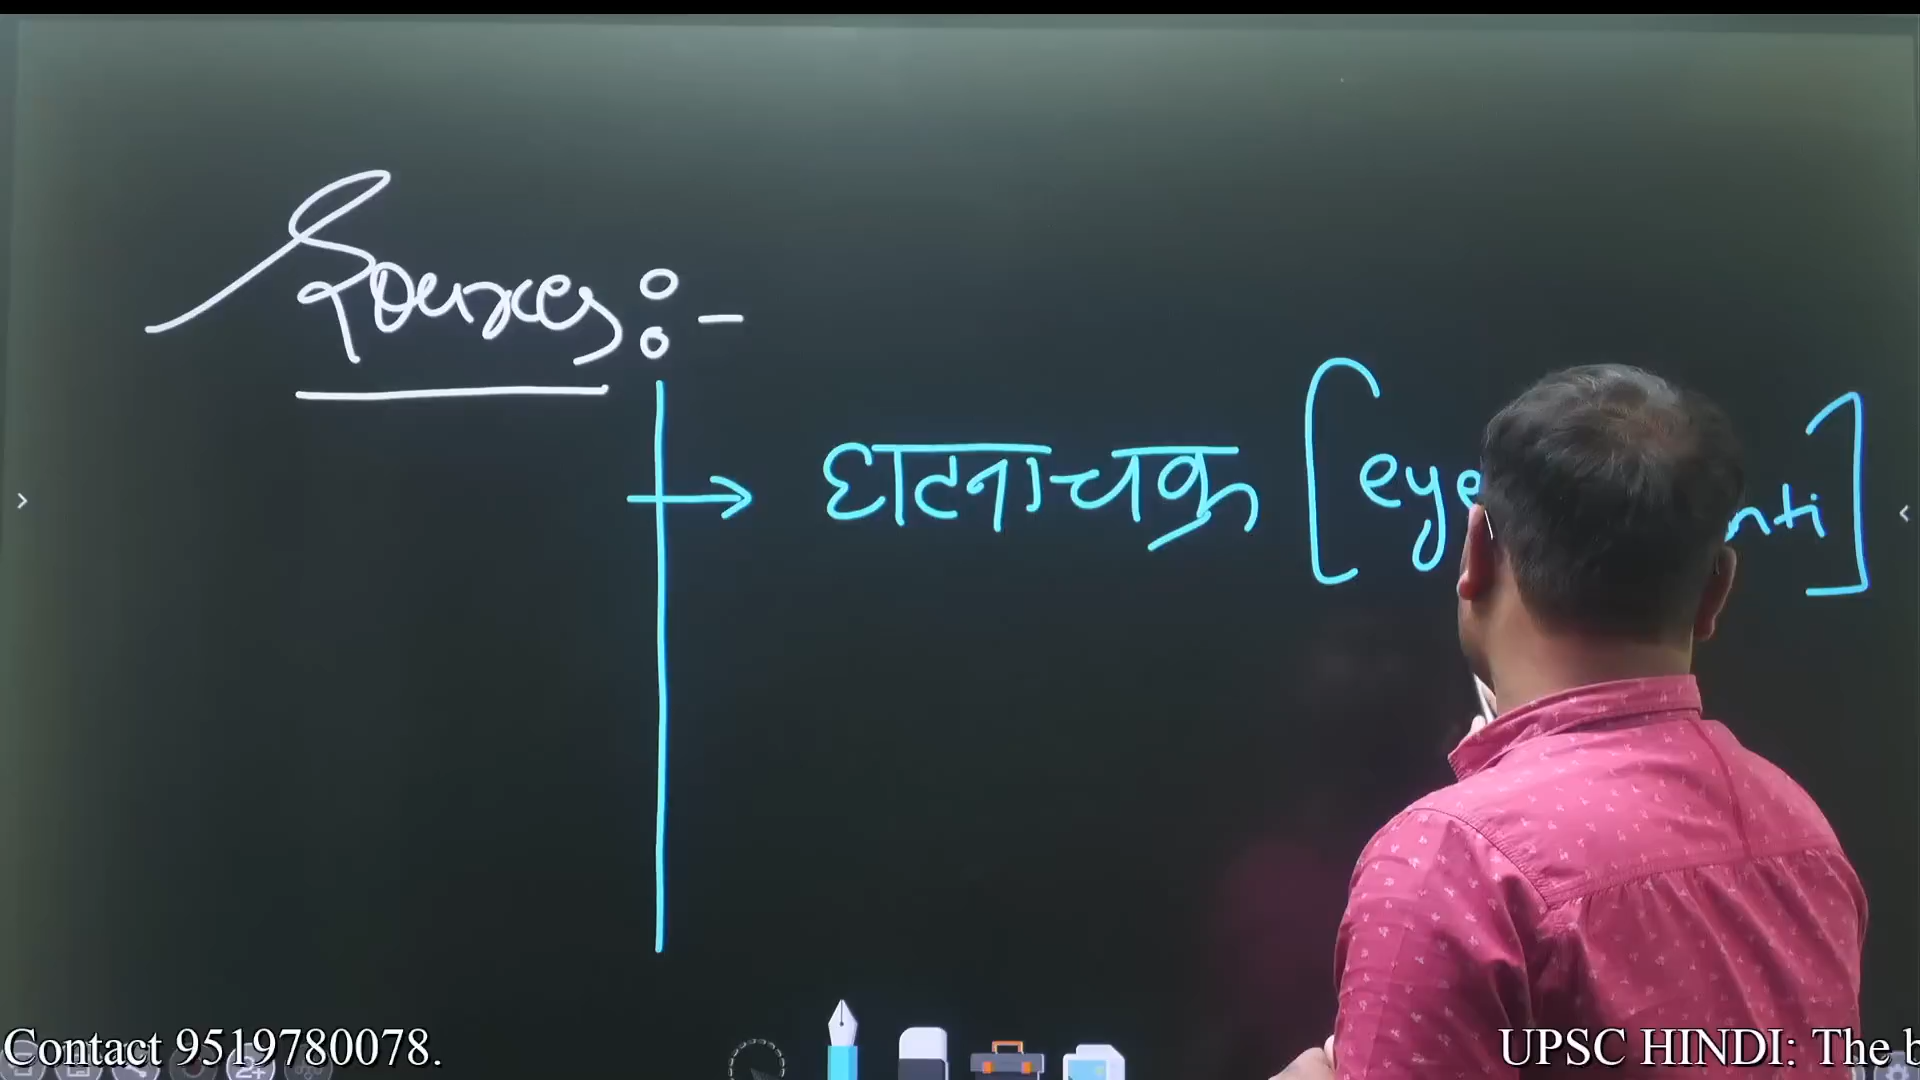 Sources :-
घटनाचक्र [eye nti]
Contact 9519780078.
UPSC HINDI: The b